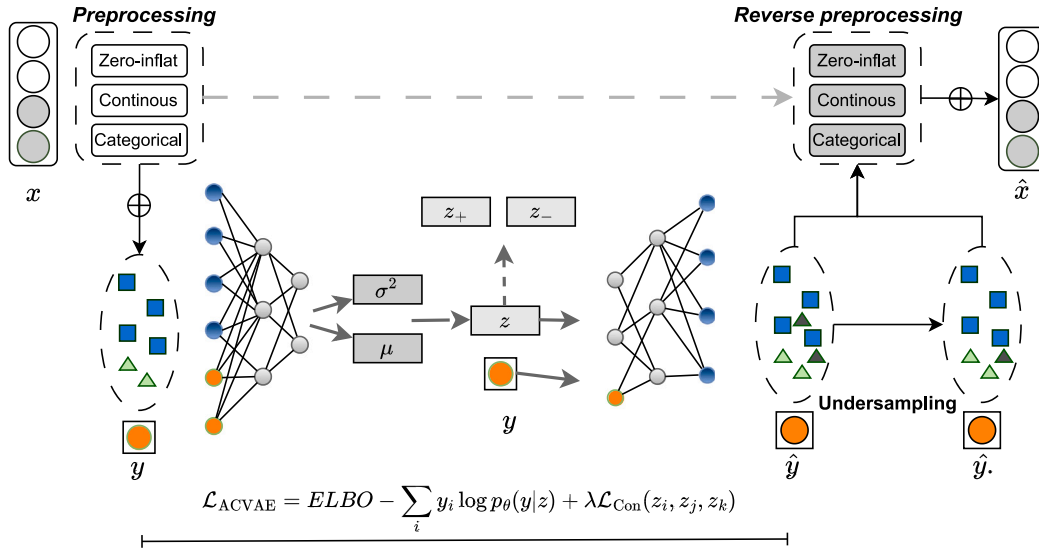 Preprocessing
Reverse preprocessing
Zero-inflat
Continous
Categorical
Zero-inflat
Continous
Categorical
x
x̂
z₊
z₋
σ²
z
μ
y
Undersampling
y
ŷ
ŷ.
ℒ_ACVAE = ELBO − ∑_i y_i log p_θ(y|z) + λℒ_Con(z_i, z_j, z_k)